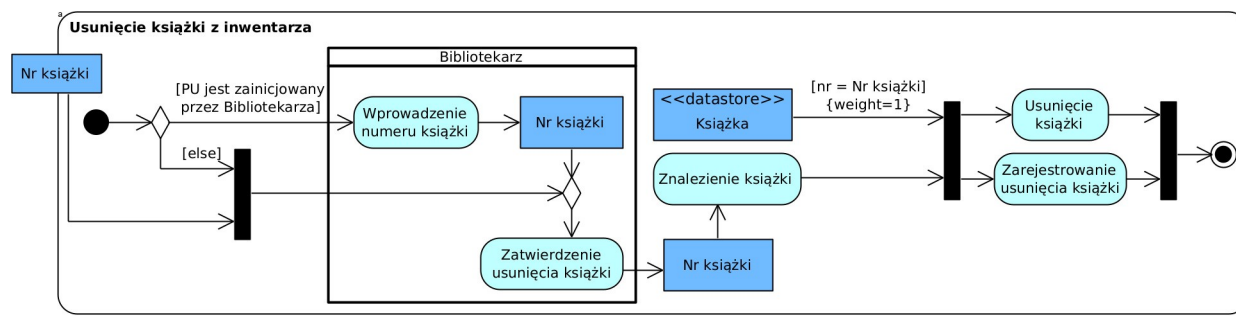 a
Usunięcie książki z inwentarza
Nr książki
[PU jest zainicjowany
przez Bibliotekarza]
[else]
Bibliotekarz
Wprowadzenie
numeru książki
Nr książki
Zatwierdzenie
usunięcia książki
<<datastore>>
Książka
Znalezienie książki
Nr książki
[nr = Nr książki]
{weight=1}
Usunięcie
książki
Zarejestrowanie
usunięcia książki